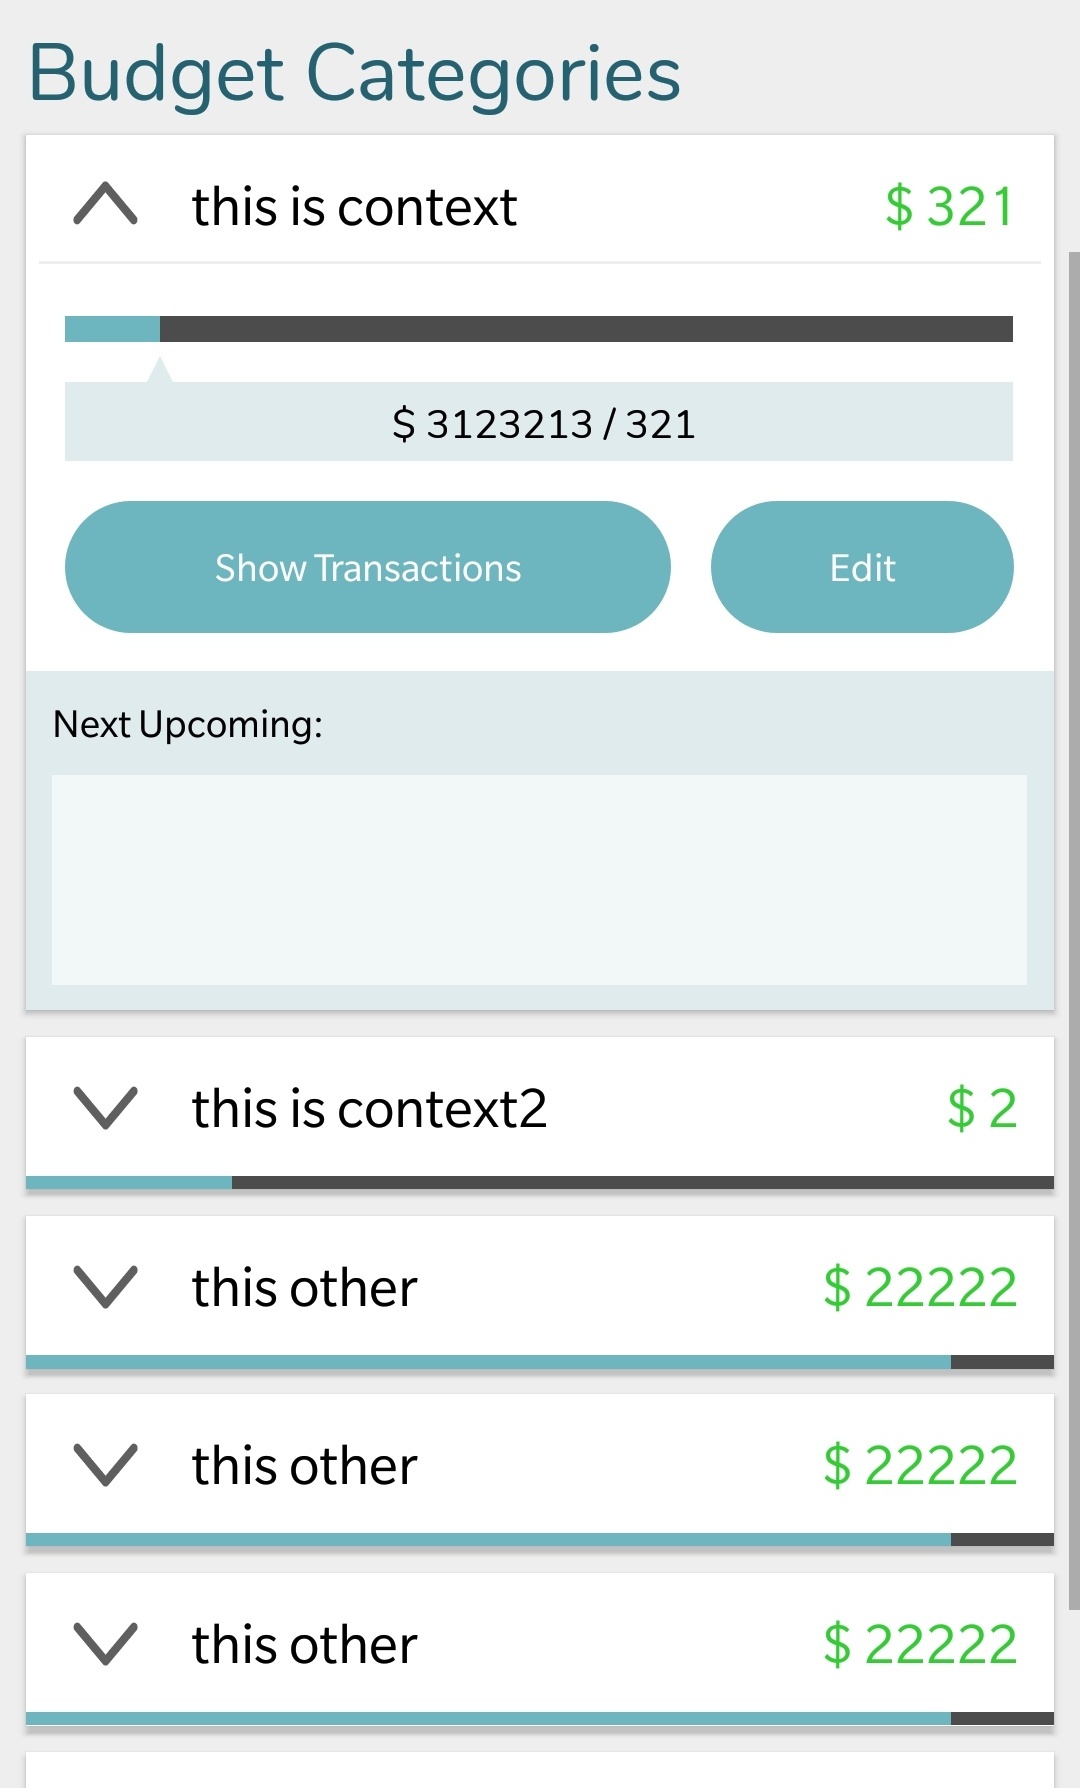 Budget Categories
this is context $ 321
$ 3123213 / 321
Show Transactions Edit
Next Upcoming:
this is context2 $ 2
this other $ 22222
this other $ 22222
this other $ 22222